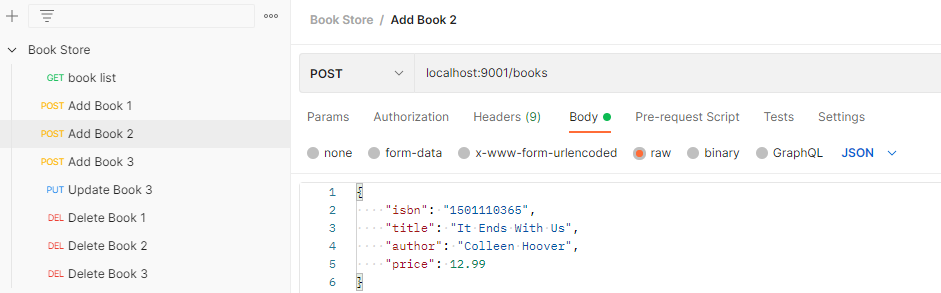 Book Store / Add Book 2
Book Store
GET book list
POST Add Book 1
POST Add Book 2
POST Add Book 3
PUT Update Book 3
DEL Delete Book 1
DEL Delete Book 2
DEL Delete Book 3
POST localhost:9001/books
Params Authorization Headers (9) Body Pre-request Script Tests Settings
none form-data x-www-form-urlencoded raw binary GraphQL JSON
1 {
2 "isbn": "1501110365",
3 "title": "It Ends With Us",
4 "author": "Colleen Hoover",
5 "price": 12.99
6 }